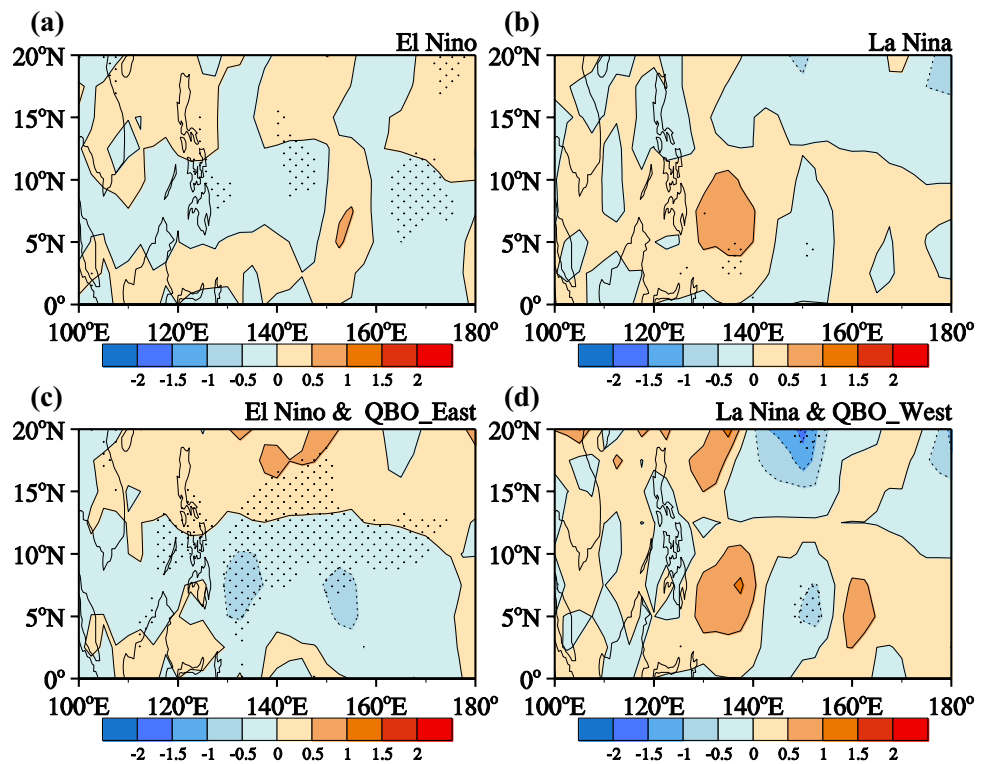 (a)
El Nino
20°N
15°N
10°N
5°N
0°
100°E 120°E 140°E 160°E 180°
-2 -1.5 -1 -0.5 0 0.5 1 1.5 2
(b)
La Nina
20°N
15°N
10°N
5°N
0°
100°E 120°E 140°E 160°E 180°
-2 -1.5 -1 -0.5 0 0.5 1 1.5 2
(c)
El Nino & QBO_East
20°N
15°N
10°N
5°N
0°
100°E 120°E 140°E 160°E 180°
-2 -1.5 -1 -0.5 0 0.5 1 1.5 2
(d)
La Nina & QBO_West
20°N
15°N
10°N
5°N
0°
100°E 120°E 140°E 160°E 180°
-2 -1.5 -1 -0.5 0 0.5 1 1.5 2